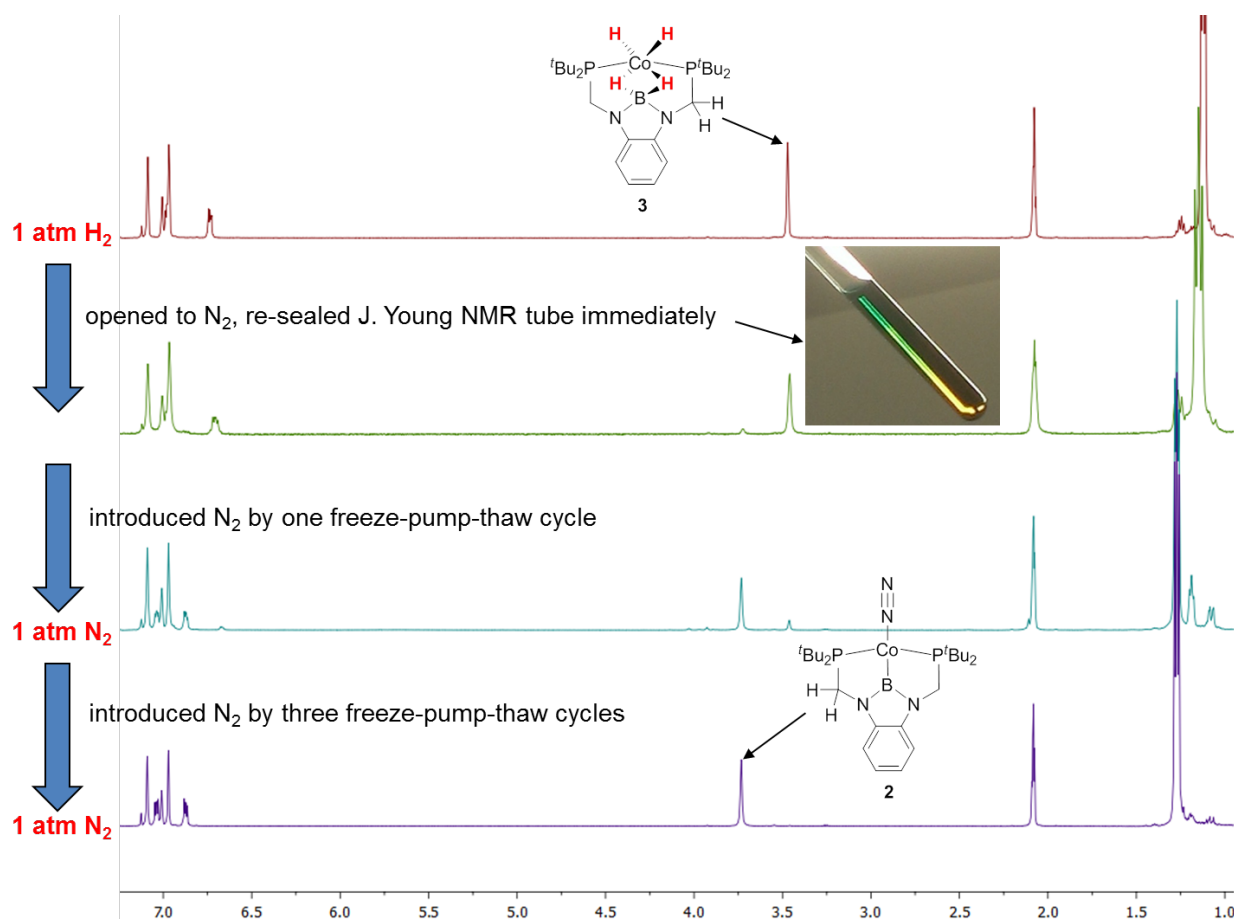 H H
ᵗBu₂P Co PᵗBu₂
H H
B H
N N H
3
1 atm H₂
opened to N₂, re-sealed J. Young NMR tube immediately
introduced N₂ by one freeze-pump-thaw cycle
1 atm N₂
N
N
ᵗBu₂P Co PᵗBu₂
B
H N N
H
introduced N₂ by three freeze-pump-thaw cycles
2
1 atm N₂
7.0 6.5 6.0 5.5 5.0 4.5 4.0 3.5 3.0 2.5 2.0 1.5 1.0